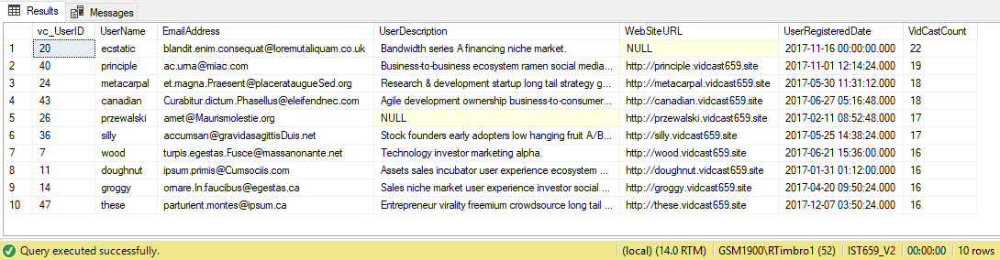 Results Messages
vc_UserID UserName EmailAddress UserDescription WebSiteURL UserRegisteredDate VidCastCount
1 20 ecstatic blandit.enim.consequat@loremutaliquam.co.uk Bandwidth series A financing niche market. NULL 2017-11-16 00:00:00.000 22
2 40 principle ac.urna@miac.com Business-to-business ecosystem ramen social media... http://principle.vidcast659.site 2017-11-01 12:14:24.000 19
3 24 metacarpal et.magna.Praesent@placerataugueSed.org Research & development startup long tail strategy g... http://metacarpal.vidcast659.site 2017-05-30 11:31:12.000 18
4 43 canadian Curabitur.dictum.Phasellus@eleifendnec.com Agile development ownership business-to-consumer... http://canadian.vidcast659.site 2017-06-27 05:16:48.000 18
5 26 przewalski amet@Maurismolestie.org NULL http://przewalski.vidcast659.site 2017-02-11 08:52:48.000 17
6 36 silly accumsan@gravidasagittisDuis.net Stock founders early adopters low hanging fruit A/B... http://silly.vidcast659.site 2017-05-25 14:38:24.000 17
7 7 wood turpis.egestas.Fusce@massanonante.net Technology investor marketing alpha. http://wood.vidcast659.site 2017-06-21 15:36:00.000 16
8 11 doughnut ipsum.primis@Cumsociis.com Assets sales incubator user experience ecosystem ... http://doughnut.vidcast659.site 2017-01-31 01:12:00.000 16
9 14 groggy ornare.In.faucibus@egestas.ca Sales niche market user experience investor social ... http://groggy.vidcast659.site 2017-04-20 09:50:24.000 16
10 47 these parturient.montes@ipsum.ca Entrepreneur virality freemium crowdsource long tail ... http://these.vidcast659.site 2017-12-07 03:50:24.000 16
Query executed successfully. (local) (14.0 RTM) GSM1900\RTimbro1 (52) IST659_V2 00:00:00 10 rows